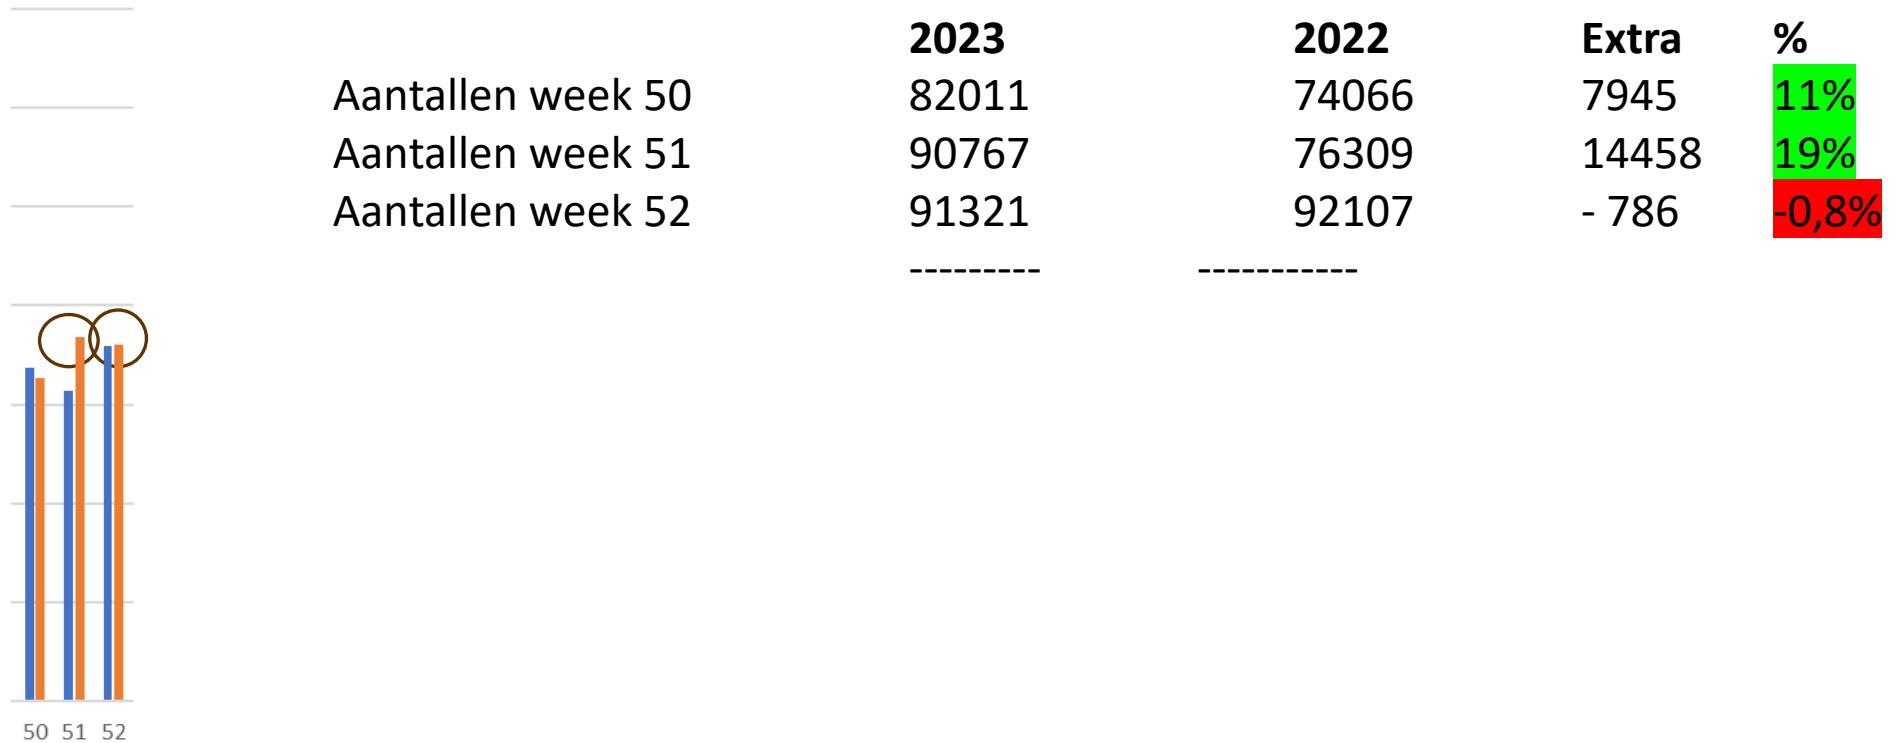 2023 2022 Extra %
Aantallen week 50 82011 74066 7945 11%
Aantallen week 51 90767 76309 14458 19%
Aantallen week 52 91321 92107 - 786 -0,8%
--------- -----------
50 51 52